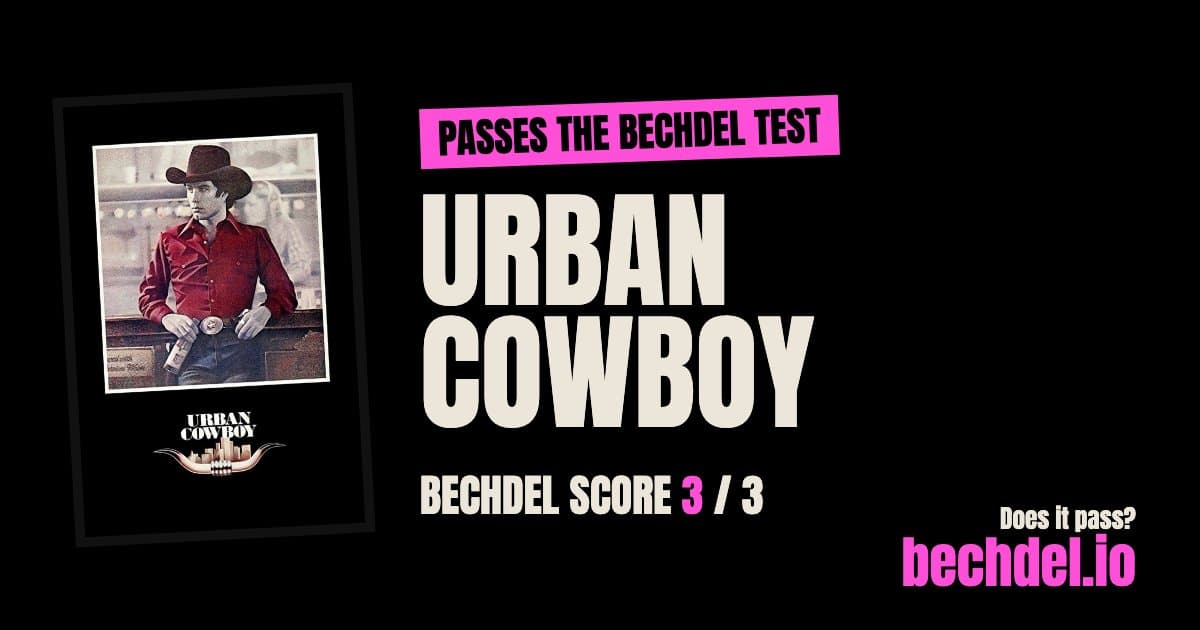 PASSES THE BECHDEL TEST
URBAN
COWBOY
BECHDEL SCORE 3 / 3
URBAN
COWBOY
Does it pass?
bechdel.io